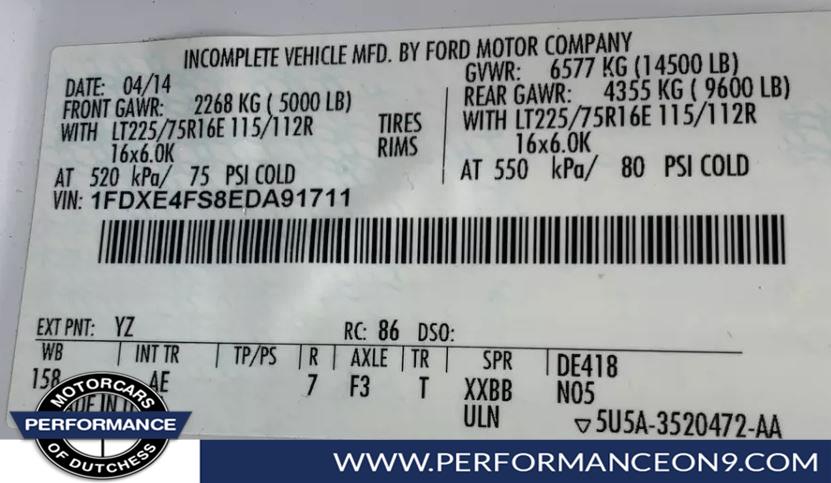 INCOMPLETE VEHICLE MFD. BY FORD MOTOR COMPANY
DATE: 04/14
GVWR: 6577 KG (14500 LB)
FRONT GAWR: 2268 KG ( 5000 LB)
REAR GAWR: 4355 KG ( 9600 LB)
WITH LT225/75R16E 115/112R TIRES WITH LT225/75R16E 115/112R
16x6.0K RIMS 16x6.0K
AT 520 kPa/ 75 PSI COLD AT 550 kPa/ 80 PSI COLD
VIN: 1FDXE4FS8EDA91711
EXT PNT: YZ RC: 86 DSO:
WB INT TR TP/PS R AXLE TR SPR DE418
158 AE 7 F3 T XXBB N05
ULN ▽5U5A-3520472-AA
MOTORCARS
PERFORMANCE
OF DUTCHESS
WWW.PERFORMANCEON9.COM